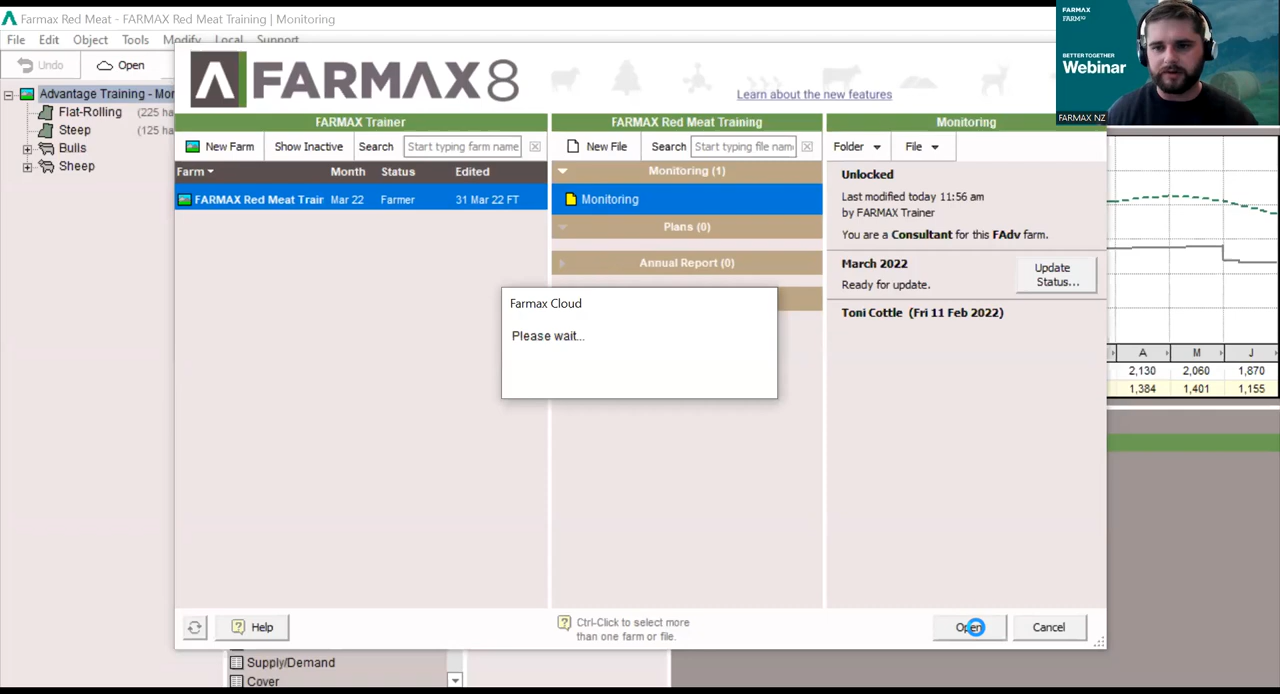 Farmax Red Meat - FARMAX Red Meat Training | Monitoring
File Edit Object Tools Modify Local Support
Undo Open
Advantage Training - Mon
Flat-Rolling (225 ha
Steep (125 ha
Bulls
Sheep
FARMAX 8
Learn about the new features
FARMAX Trainer
New Farm Show Inactive Search Start typing farm name
Farm Month Status Edited
FARMAX Red Meat Trair Mar 22 Farmer 31 Mar 22 FT
FARMAX Red Meat Training
New File Search Start typing file name
Monitoring (1)
Monitoring
Plans (0)
Annual Report (0)
Monitoring
Folder File
Unlocked
Last modified today 11:56 am
by FARMAX Trainer
You are a Consultant for this FAdv farm.
March 2022
Ready for update.
Update
Status...
Toni Cottle (Fri 11 Feb 2022)
Farmax Cloud
Please wait...
Help
Ctrl-Click to select more
than one farm or file.
Open
Cancel
Supply/Demand
Cover
A M J
2,130 2,060 1,870
1,384 1,401 1,155
FARMAX
FARMIQ
BETTER TOGETHER
Webinar
FARMAX NZ